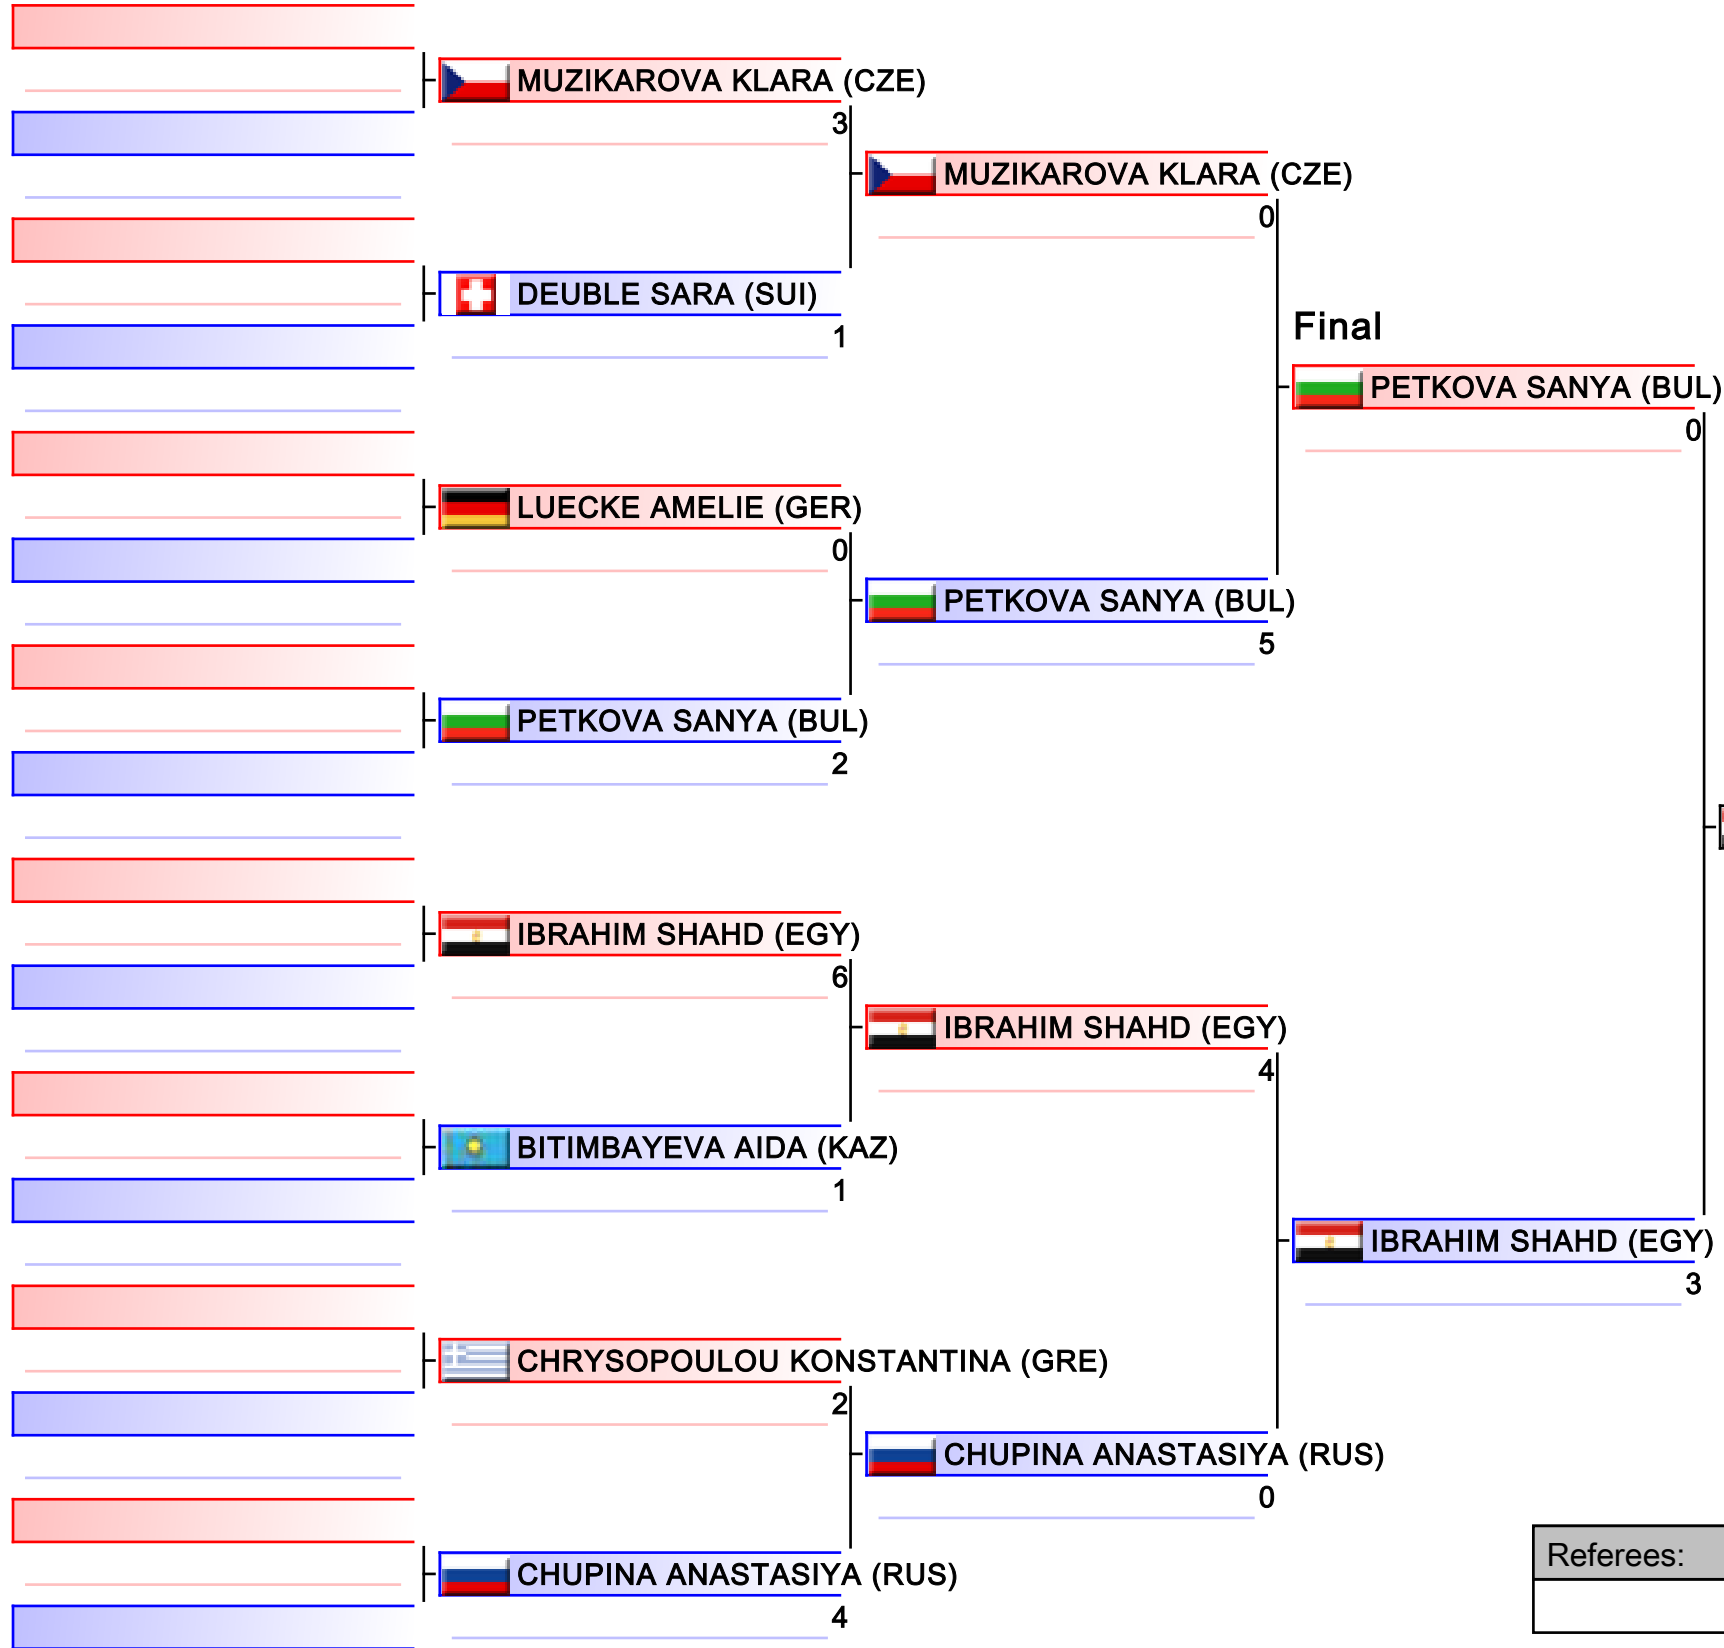 MUZIKAROVA KLARA (CZE)
3
MUZIKAROVA KLARA (CZE)
0
DEUBLE SARA (SUI)
1
Final
PETKOVA SANYA (BUL)
0
LUECKE AMELIE (GER)
0
PETKOVA SANYA (BUL)
5
PETKOVA SANYA (BUL)
2
IBRAHIM SHAHD (EGY)
6
IBRAHIM SHAHD (EGY)
4
BITIMBAYEVA AIDA (KAZ)
1
IBRAHIM SHAHD (EGY)
3
CHRYSOPOULOU KONSTANTINA (GRE)
2
CHUPINA ANASTASIYA (RUS)
0
CHUPINA ANASTASIYA (RUS)
4
Referees: